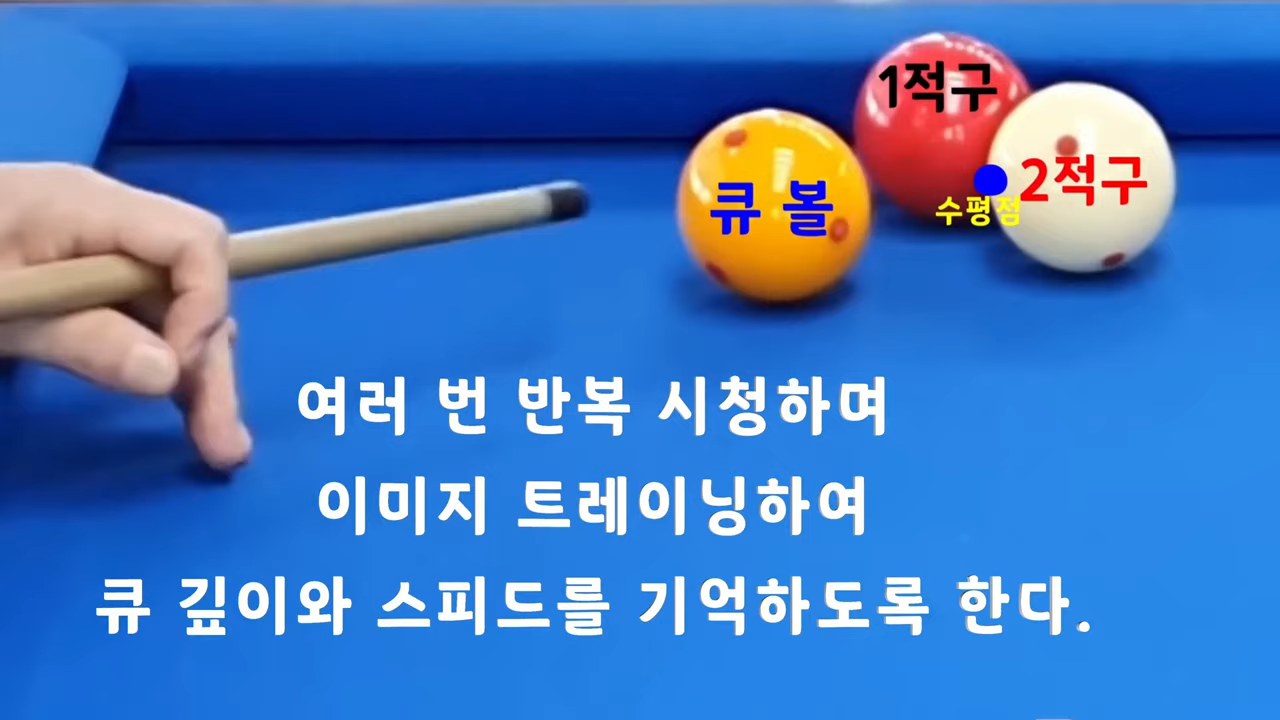 1적구
큐 볼
2적구
수평점
여러 번 반복 시청하며
이미지 트레이닝하여
큐 깊이와 스피드를 기억하도록 한다.